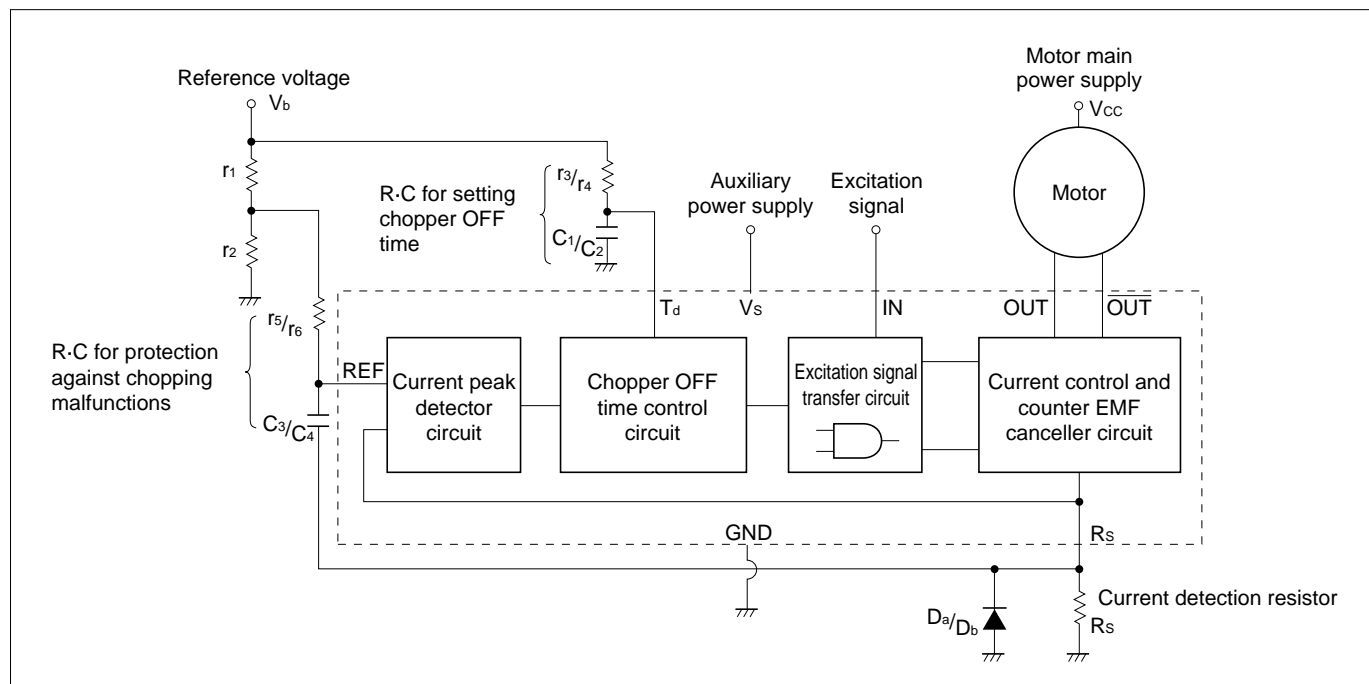 Reference voltage
Vb
r1
r2
R·C for setting
chopper OFF
time
r3/r4
C1/C2
Auxiliary
power supply
Excitation
signal
Motor main
power supply
VCC
Motor
R·C for protection
against chopping
malfunctions
r5/r6
C3/C4
REF
Td
VS
IN
OUT
OUT
Current peak
detector
circuit
Chopper OFF
time control
circuit
Excitation signal
transfer circuit
Current control and
counter EMF
canceller circuit
GND
RS
Da/Db
Current detection resistor
RS